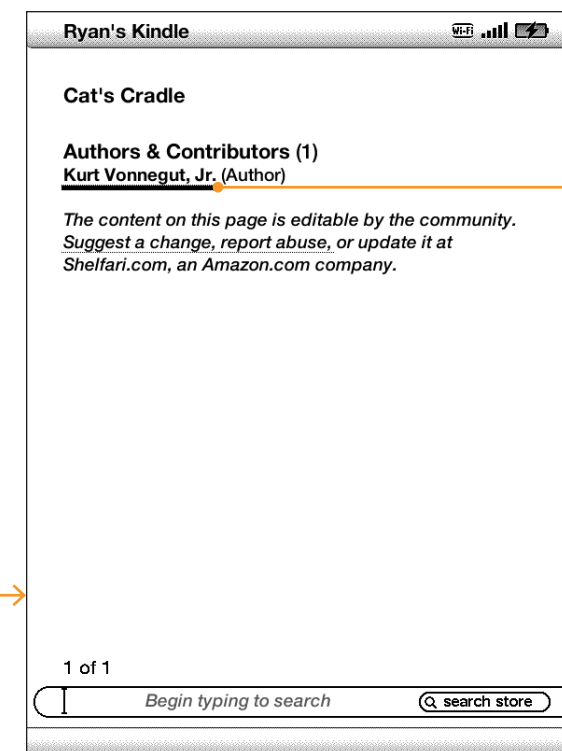 Ryan's Kindle
Wi-Fi
Cat's Cradle
Authors & Contributors (1)
Kurt Vonnegut, Jr. (Author)
The content on this page is editable by the community.
Suggest a change, report abuse, or update it at
Shelfari.com, an Amazon.com company.
1 of 1
Begin typing to search
search store